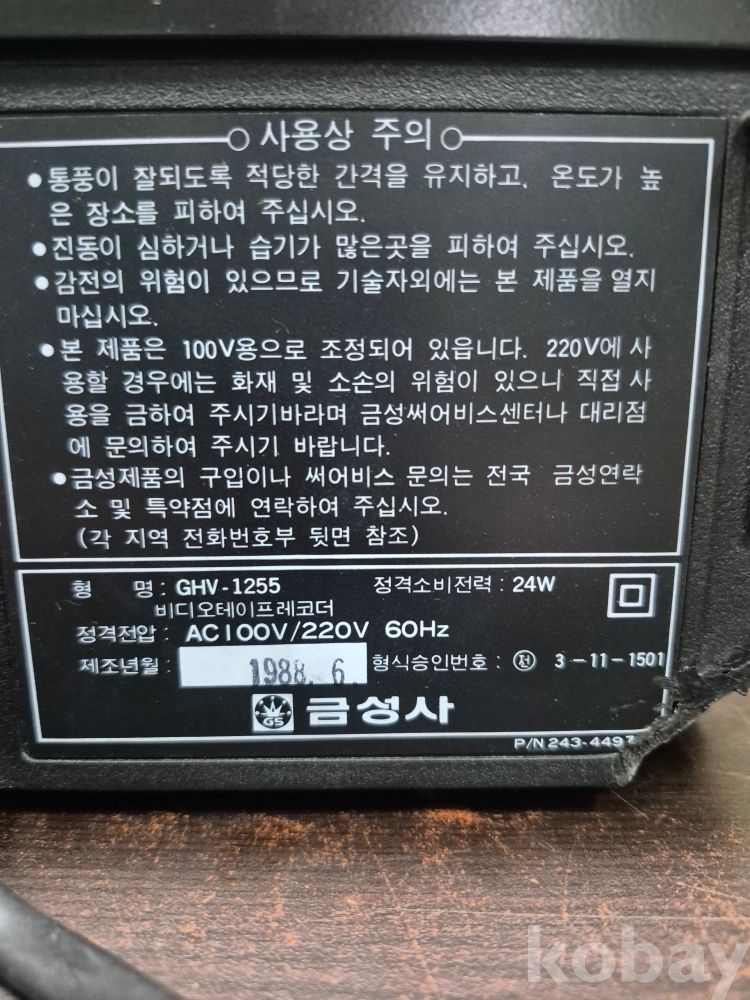 사용상 주의
• 통풍이 잘되도록 적당한 간격을 유지하고, 온도가 높
은 장소를 피하여 주십시오.
• 진동이 심하거나 습기가 많은곳을 피하여 주십시오.
• 감전의 위험이 있으므로 기술자외에는 본 제품을 열지
마십시오.
• 본 제품은 100V용으로 조정되어 있읍니다. 220V에 사
용할 경우에는 화재 및 소손의 위험이 있으니 직접 사
용을 금하여 주시기바라며 금성써어비스센터나 대리점
에 문의하여 주시기 바랍니다.
• 금성제품의 구입이나 써어비스 문의는 전국 금성연락
소 및 특약점에 연락하여 주십시오.
(각 지역 전화번호부 뒷면 참조)
형 명 : GHV-1255 정격소비전력 : 24W
비디오테이프레코더
정격전압 : AC100V/220V 60Hz
제조년월 : 1988. 6 형식승인번호 : 전 3-11-1501
GS 금성사
P/N 243-4497
kobay